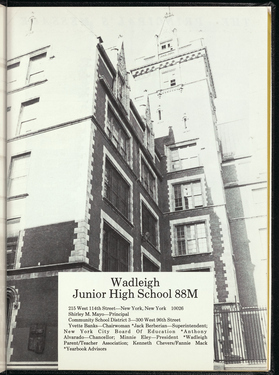 Wadleigh
Junior High School 88M
215 West 114th Street—New York, New York 10026
Shirley M. Mayo—Principal
Community School District 3—300 West 96th Street
Yvette Banks—Chairwoman *Jack Berberian—Superintendent;
New York City Board Of Education *Anthony
Alvarado—Chancellor; Minnie Eley—President *Wadleigh
Parent/Teacher Association; Kenneth Chavers/Fannie Mack
*Yearbook Advisors